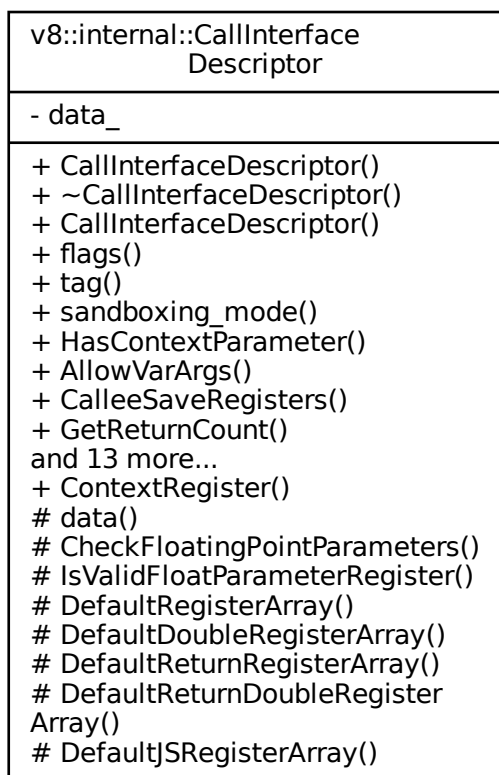 v8::internal::CallInterface
Descriptor
- data_
+ CallInterfaceDescriptor()
+ ~CallInterfaceDescriptor()
+ CallInterfaceDescriptor()
+ flags()
+ tag()
+ sandboxing_mode()
+ HasContextParameter()
+ AllowVarArgs()
+ CalleeSaveRegisters()
+ GetReturnCount()
and 13 more...
+ ContextRegister()
# data()
# CheckFloatingPointParameters()
# IsValidFloatParameterRegister()
# DefaultRegisterArray()
# DefaultDoubleRegisterArray()
# DefaultReturnRegisterArray()
# DefaultReturnDoubleRegister
Array()
# DefaultJSRegisterArray()